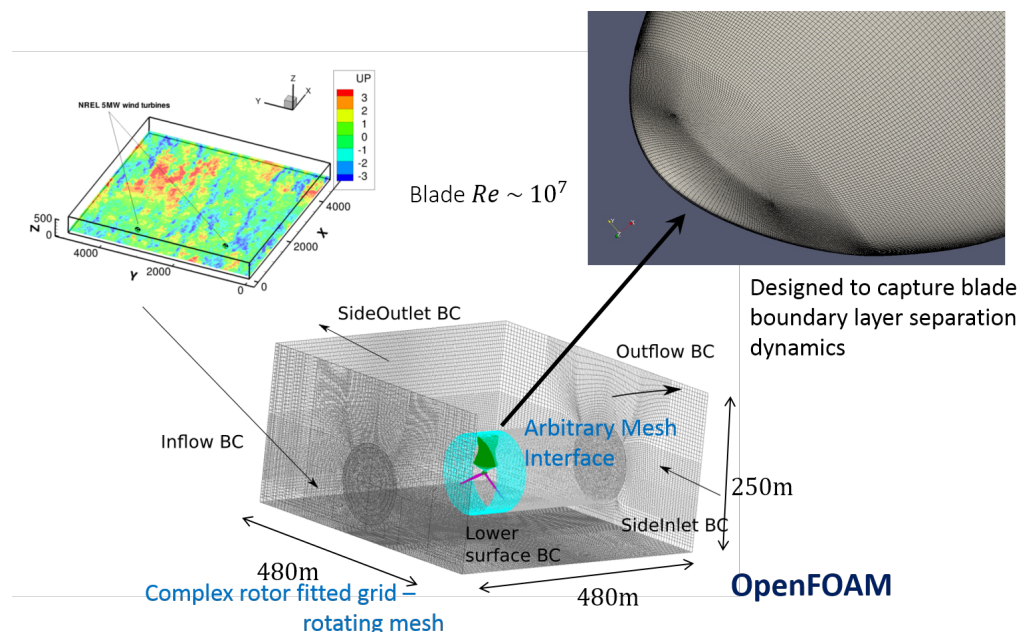 UP
3
2
1
0
-1
-2
-3
Z
X
Y
NREL 5MW wind turbines
500
0
Z
4000
2000
0
Y
4000
2000
0
X
Blade Re ~ 10⁷
Designed to capture blade
boundary layer separation
dynamics
SideOutlet BC
Outflow BC
Inflow BC
Arbitrary Mesh
Interface
250m
SideInlet BC
Lower
surface BC
480m
480m
Complex rotor fitted grid –
rotating mesh
OpenFOAM